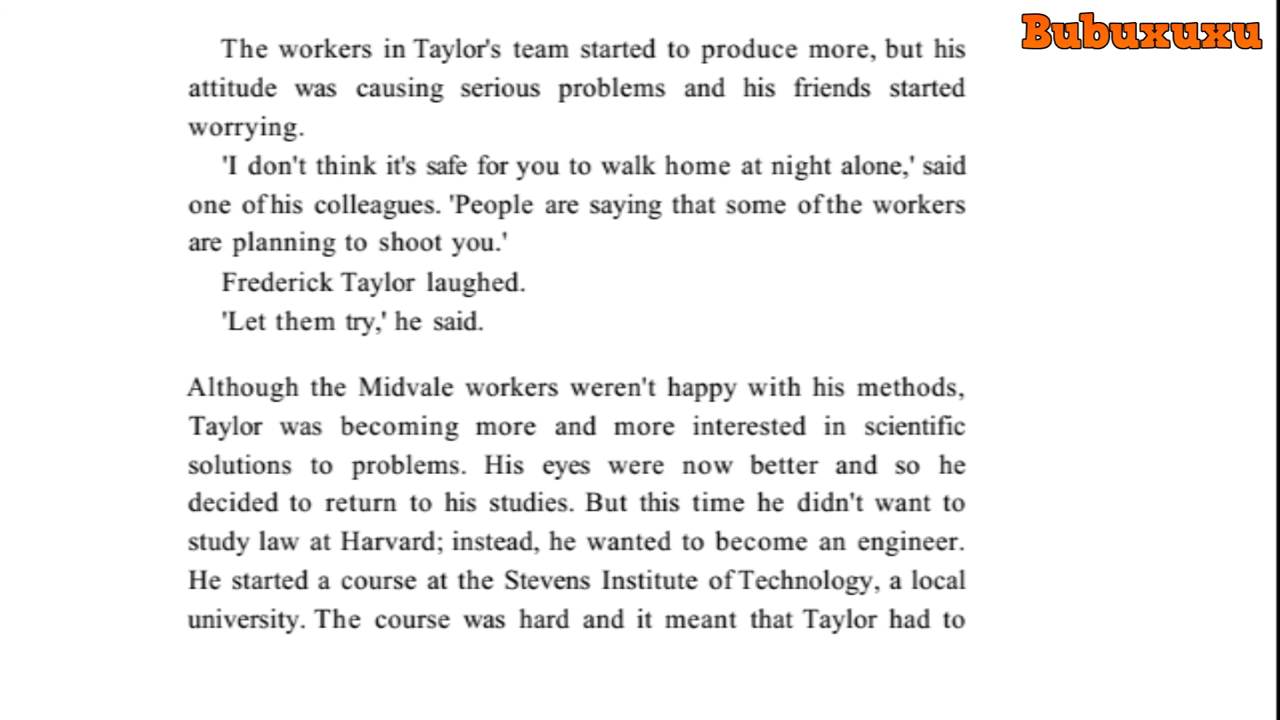 Bubuxuxu
The workers in Taylor's team started to produce more, but his
attitude was causing serious problems and his friends started
worrying.
'I don't think it's safe for you to walk home at night alone,' said
one of his colleagues. 'People are saying that some of the workers
are planning to shoot you.'
Frederick Taylor laughed.
'Let them try,' he said.
Although the Midvale workers weren't happy with his methods,
Taylor was becoming more and more interested in scientific
solutions to problems. His eyes were now better and so he
decided to return to his studies. But this time he didn't want to
study law at Harvard; instead, he wanted to become an engineer.
He started a course at the Stevens Institute of Technology, a local
university. The course was hard and it meant that Taylor had to